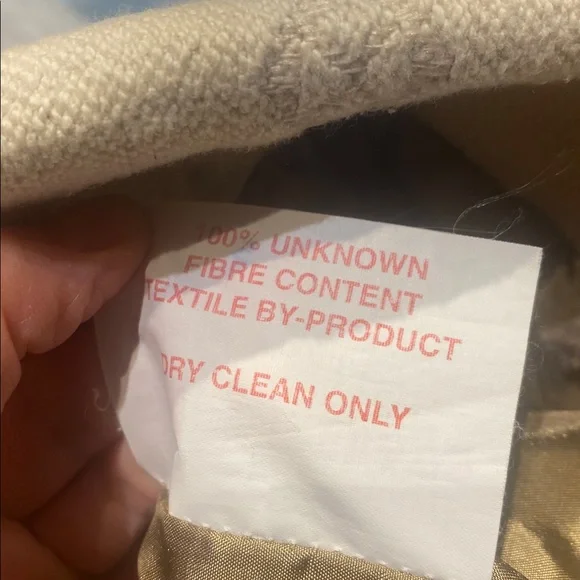 100% UNKNOWN
FIBRE CONTENT
TEXTILE BY-PRODUCT
DRY CLEAN ONLY